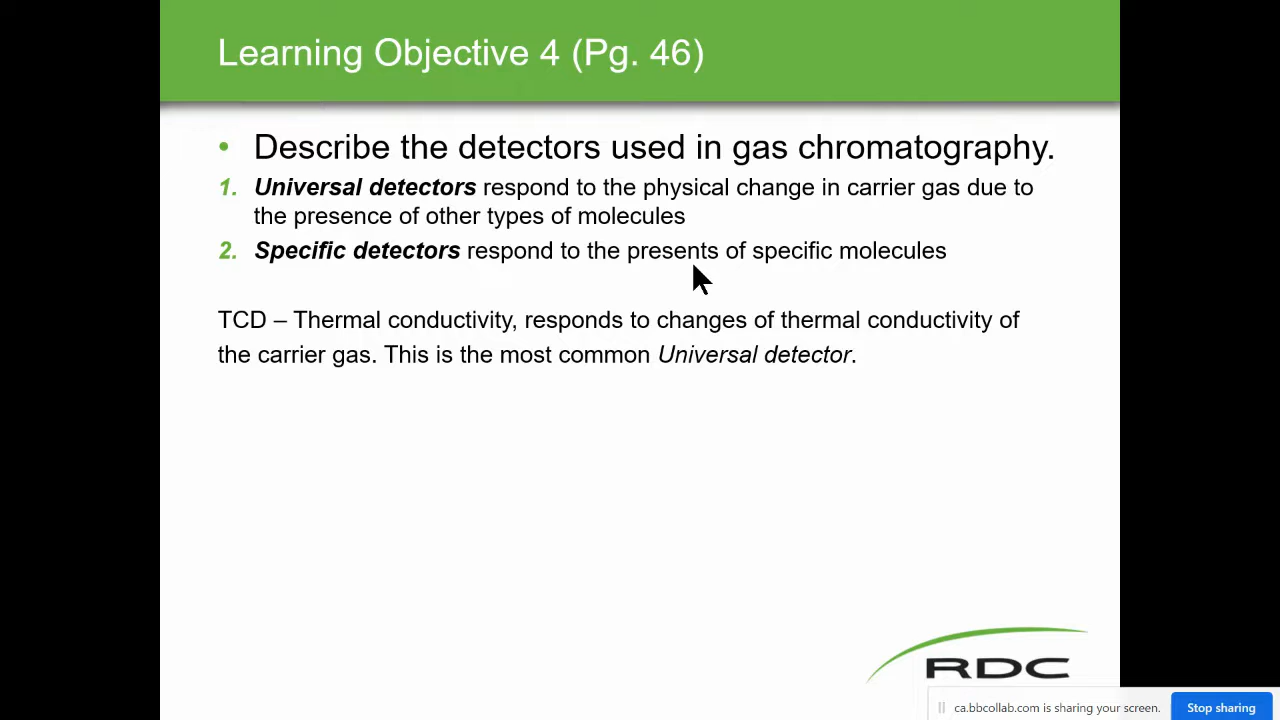 Learning Objective 4 (Pg. 46)
• Describe the detectors used in gas chromatography.
1. Universal detectors respond to the physical change in carrier gas due to
the presence of other types of molecules
2. Specific detectors respond to the presents of specific molecules
TCD – Thermal conductivity, responds to changes of thermal conductivity of
the carrier gas. This is the most common Universal detector.
RDC
ca.bbcollab.com is sharing your screen. Stop sharing